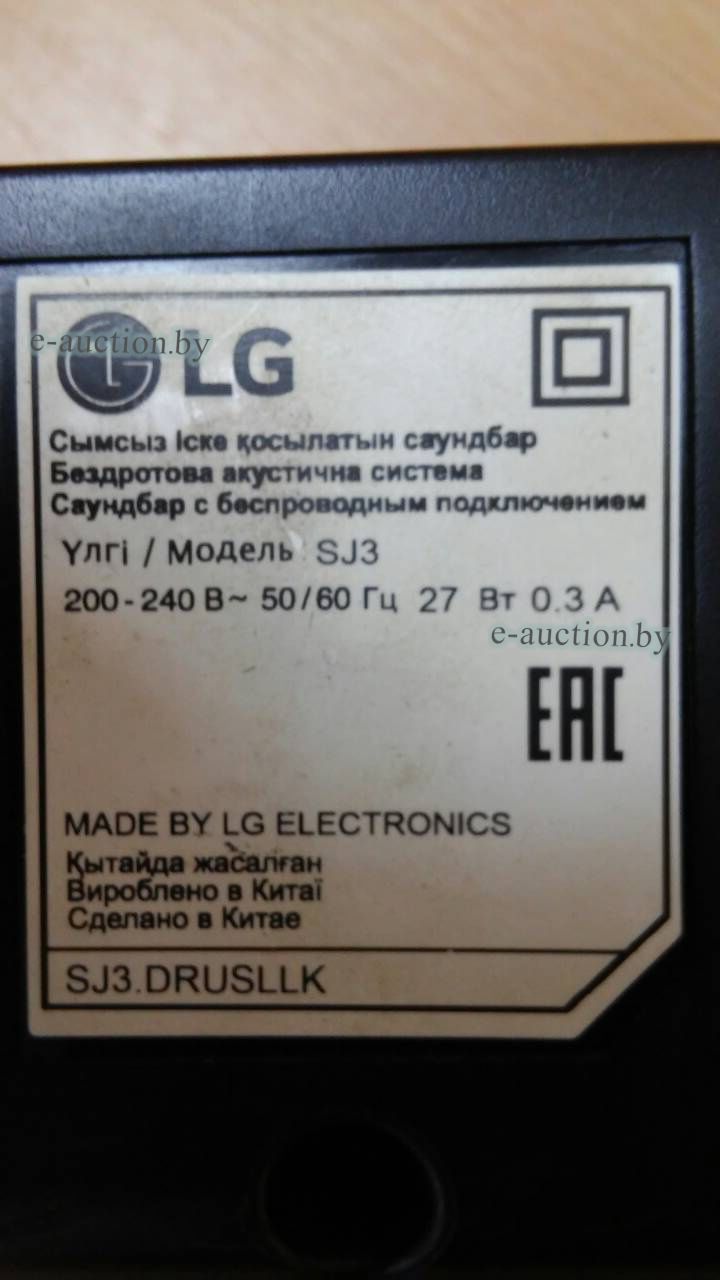 e-auction.by
LG
Сымсыз Іске қосылатын саундбар
Бездротова акустична система
Саундбар с беспроводным подключением
Үлгі / Модель SJ3
200-240 В~ 50/60 Гц 27 Вт 0.3 А
e-auction.by
EAC
MADE BY LG ELECTRONICS
Қытайда жасалған
Вироблено в Китаї
Сделано в Китае
SJ3.DRUSLLK